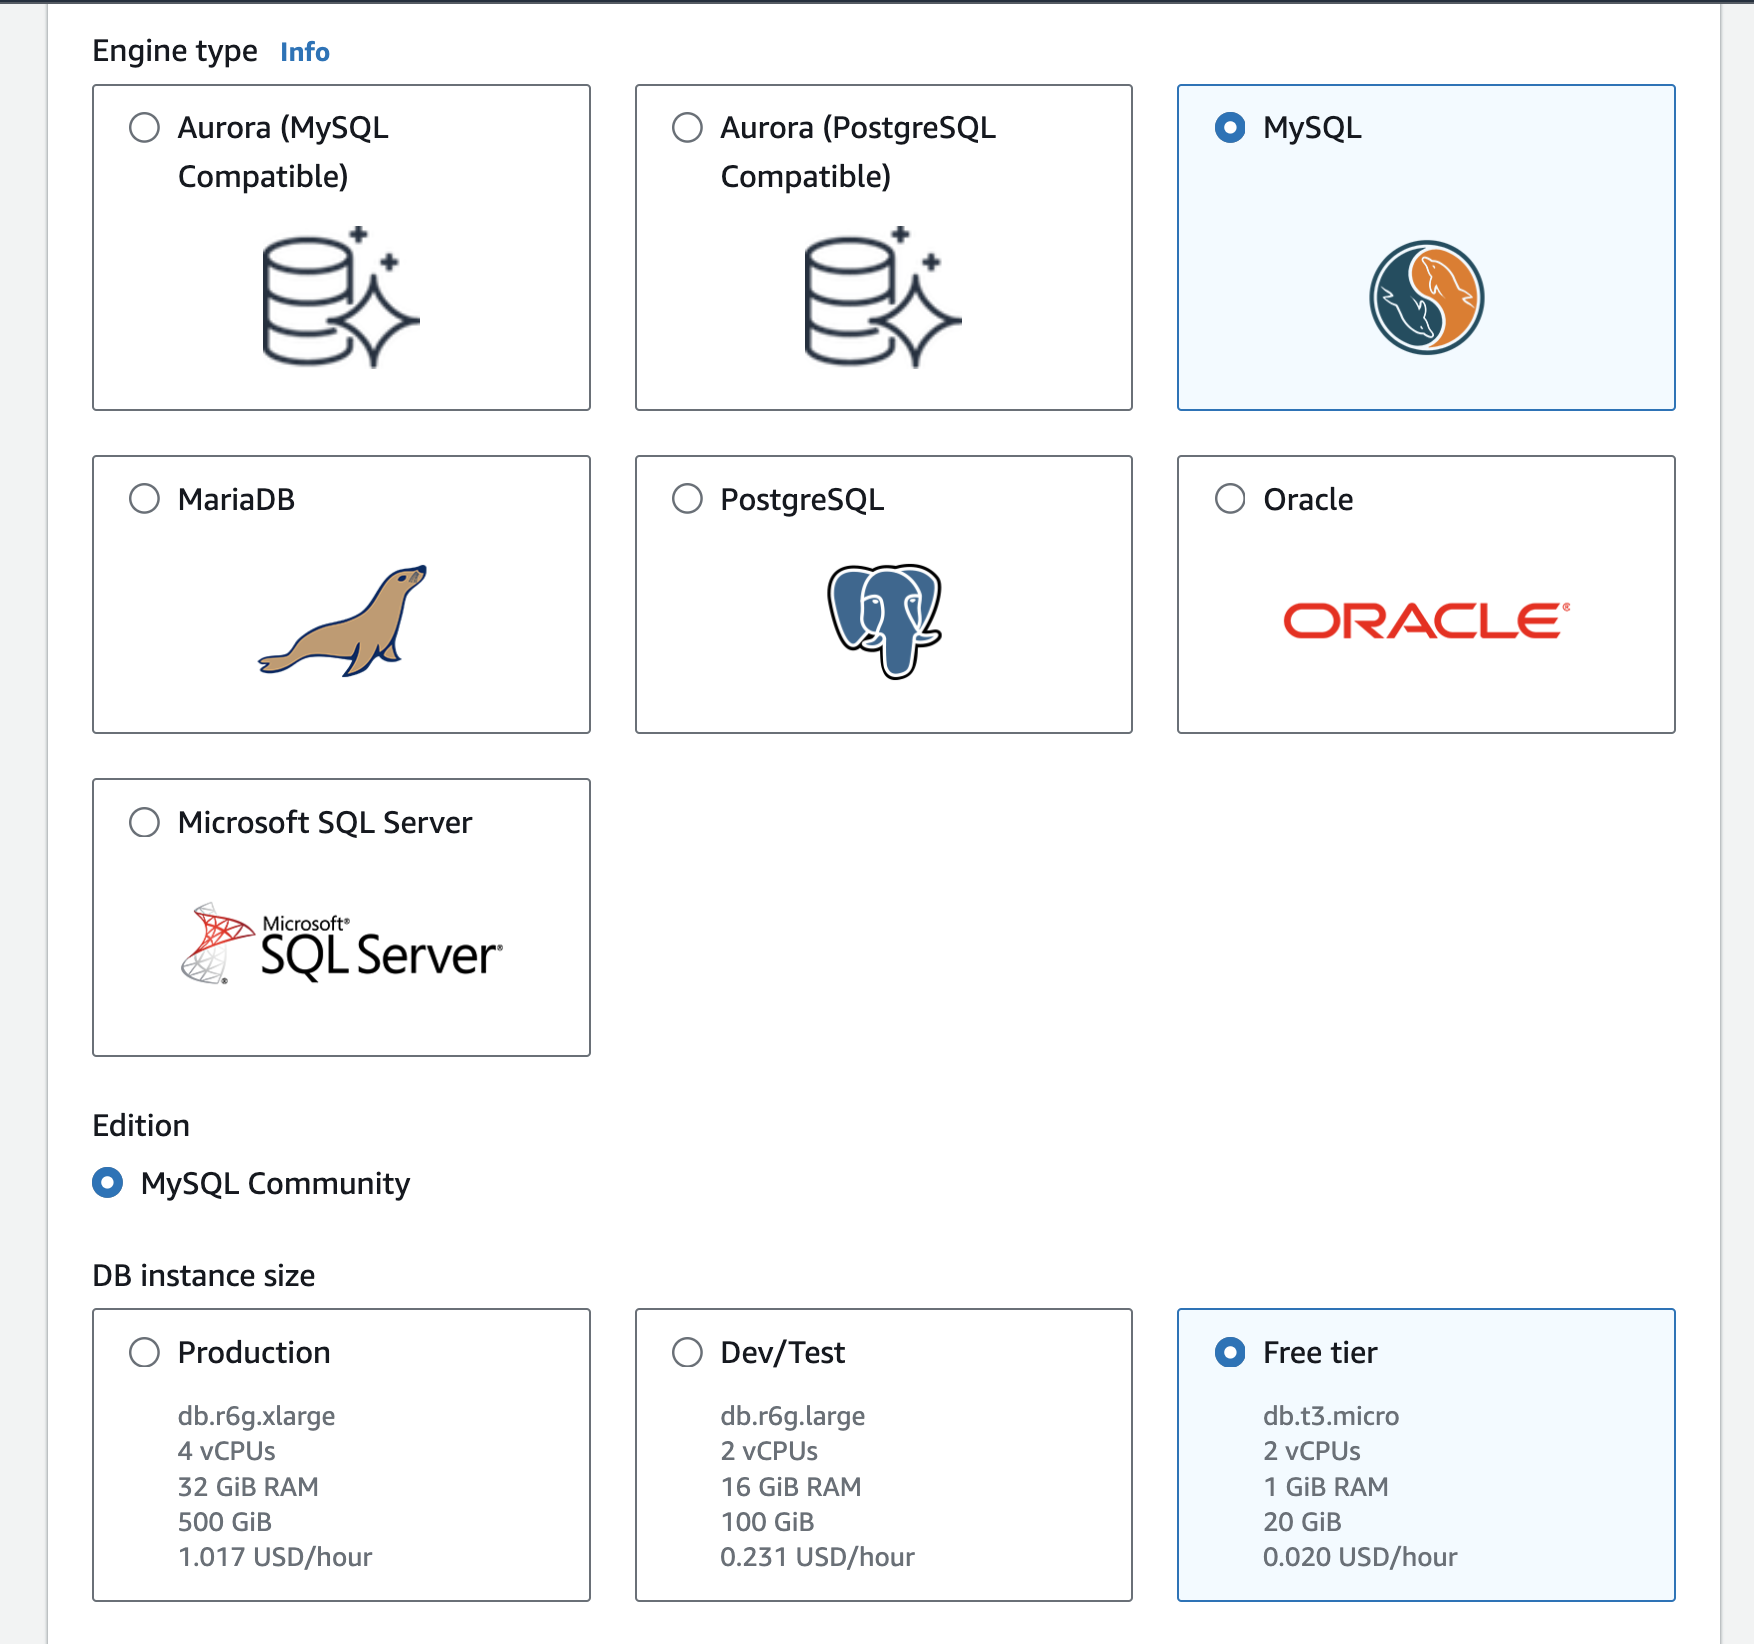 Engine type Info
Aurora (MySQL
Compatible)
Aurora (PostgreSQL
Compatible)
MySQL
MariaDB
PostgreSQL
Oracle
ORACLE®
Microsoft SQL Server
Microsoft®
SQL Server®
Edition
MySQL Community
DB instance size
Production
db.r6g.xlarge
4 vCPUs
32 GiB RAM
500 GiB
1.017 USD/hour
Dev/Test
db.r6g.large
2 vCPUs
16 GiB RAM
100 GiB
0.231 USD/hour
Free tier
db.t3.micro
2 vCPUs
1 GiB RAM
20 GiB
0.020 USD/hour